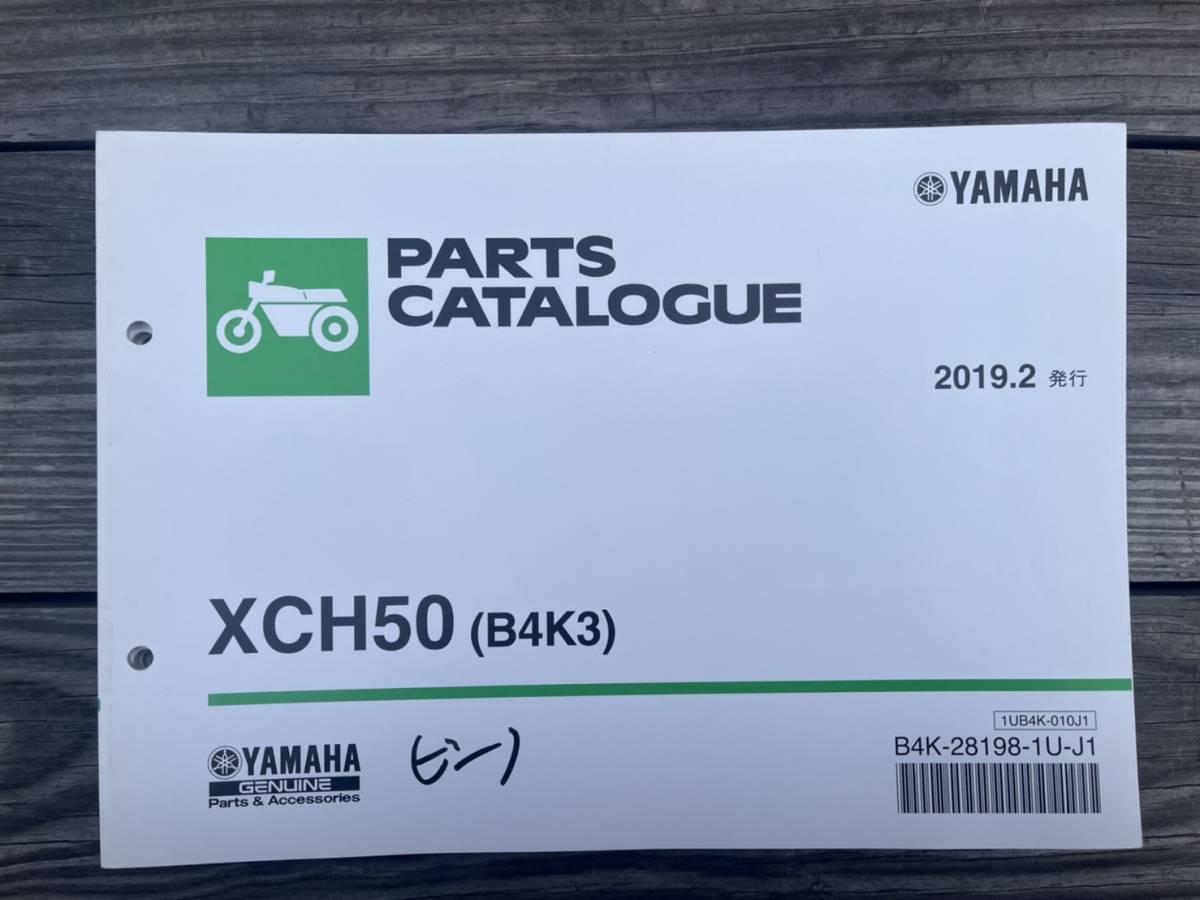 YAMAHA
PARTS
CATALOGUE
2019.2 発行
XCH50 (B4K3)
1UB4K-010J1
B4K-28198-1U-J1
YAMAHA
GENUINE
Parts & Accessories
ビーノ